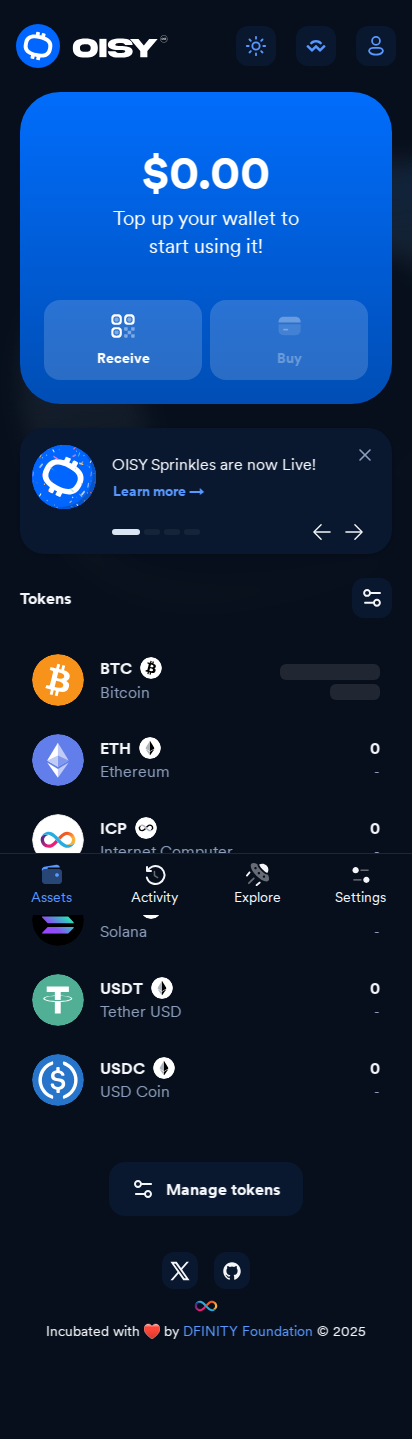 OISY
$0.00
Top up your wallet to
start using it!
Receive
Buy
OISY Sprinkles are now Live!
Learn more →
Tokens
BTC
Bitcoin
ETH
0
Ethereum
-
ICP
0
Internet Computer
-
Assets
Activity
Explore
Settings
Solana
-
USDT
0
Tether USD
-
USDC
0
USD Coin
-
Manage tokens
Incubated with ❤️ by DFINITY Foundation © 2025